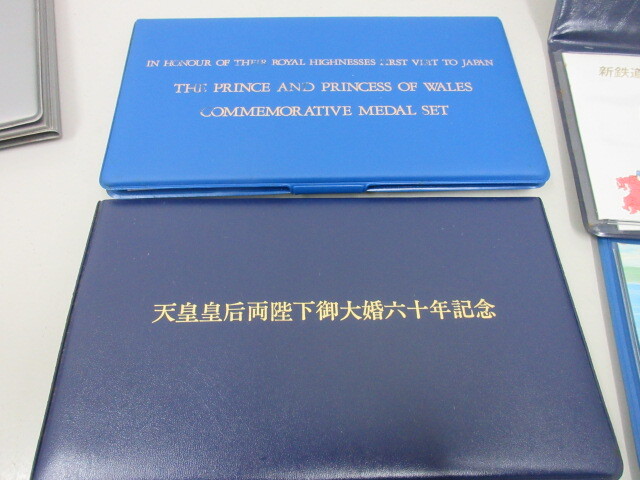 IN HONOUR OF THEIR ROYAL HIGHNESSES FIRST VISIT TO JAPAN
THE PRINCE AND PRINCESS OF WALES
COMMEMORATIVE MEDAL SET
天皇皇后両陛下御大婚六十年記念
新鉄道